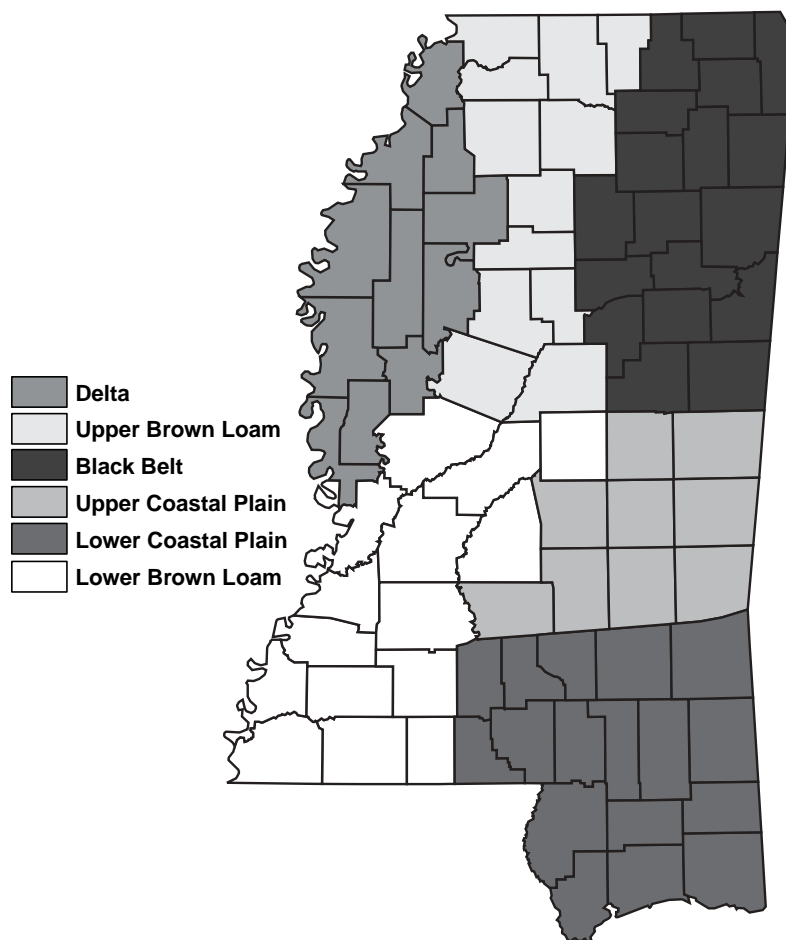 Delta
Upper Brown Loam
Black Belt
Upper Coastal Plain
Lower Coastal Plain
Lower Brown Loam